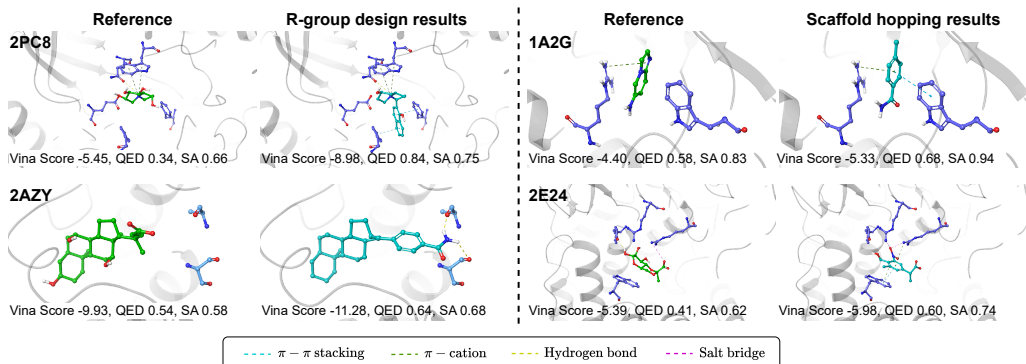 Reference
R-group design results
Reference
Scaffold hopping results
2PC8
1A2G
Vina Score -5.45, QED 0.34, SA 0.66
Vina Score -8.98, QED 0.84, SA 0.75
Vina Score -4.40, QED 0.58, SA 0.83
Vina Score -5.33, QED 0.68, SA 0.94
2AZY
2E24
Vina Score -9.93, QED 0.54, SA 0.58
Vina Score -11.28, QED 0.64, SA 0.68
Vina Score -5.39, QED 0.41, SA 0.62
Vina Score -5.98, QED 0.60, SA 0.74
π − π stacking
π − cation
Hydrogen bond
Salt bridge